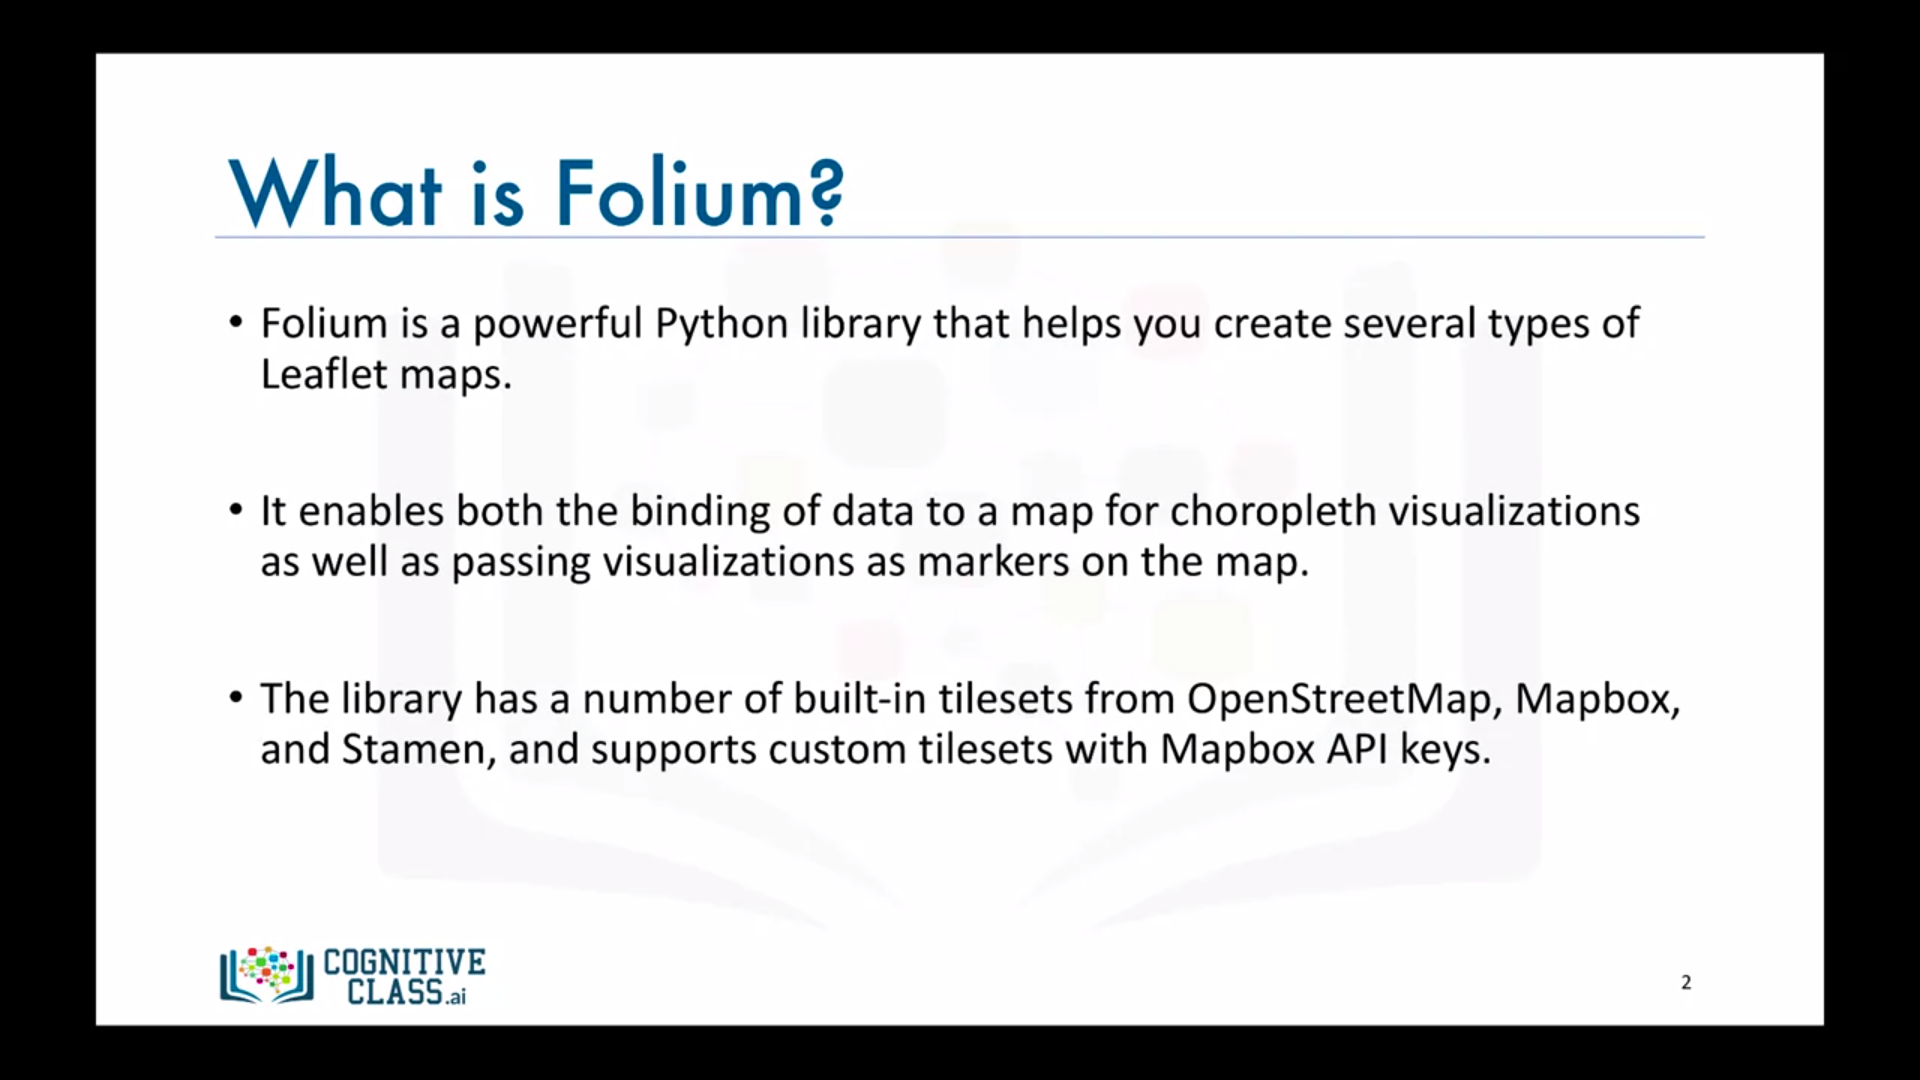 What is Folium?
• Folium is a powerful Python library that helps you create several types of
Leaflet maps.
• It enables both the binding of data to a map for choropleth visualizations
as well as passing visualizations as markers on the map.
• The library has a number of built-in tilesets from OpenStreetMap, Mapbox,
and Stamen, and supports custom tilesets with Mapbox API keys.
COGNITIVE
CLASS.ai
2